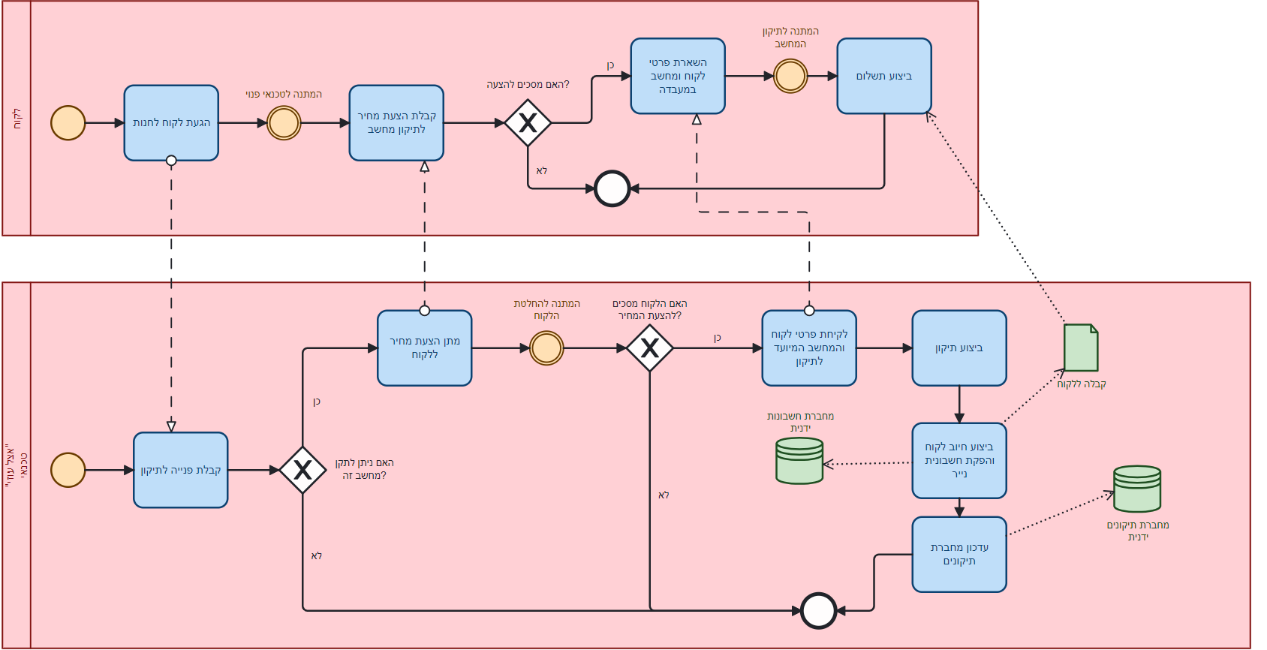 לקוח
הגעת לקוח לחנות
המתנה לטכנאי פנוי
קבלת הצעת מחיר
לתיקון מחשב
האם מסכים להצעה?
כן
לא
השארת פרטי
לקוח ומחשב
במעבדה
המתנה לתיקון
המחשב
ביצוע תשלום
"אצל עוזי"
טכנאי
קבלת פנייה לתיקון
האם ניתן לתקן
מחשב זה?
כן
לא
מתן הצעת מחיר
ללקוח
המתנה להחלטת
הלקוח
האם הלקוח מסכים
להצעת המחיר?
כן
לא
לקיחת פרטי לקוח
והמחשב המיועד
לתיקון
ביצוע תיקון
קבלה ללקוח
מחברת חשבונות
ידנית
ביצוע חיוב לקוח
והפקת חשבונית
נייר
מחברת תיקונים
ידנית
עדכון מחברת
תיקונים